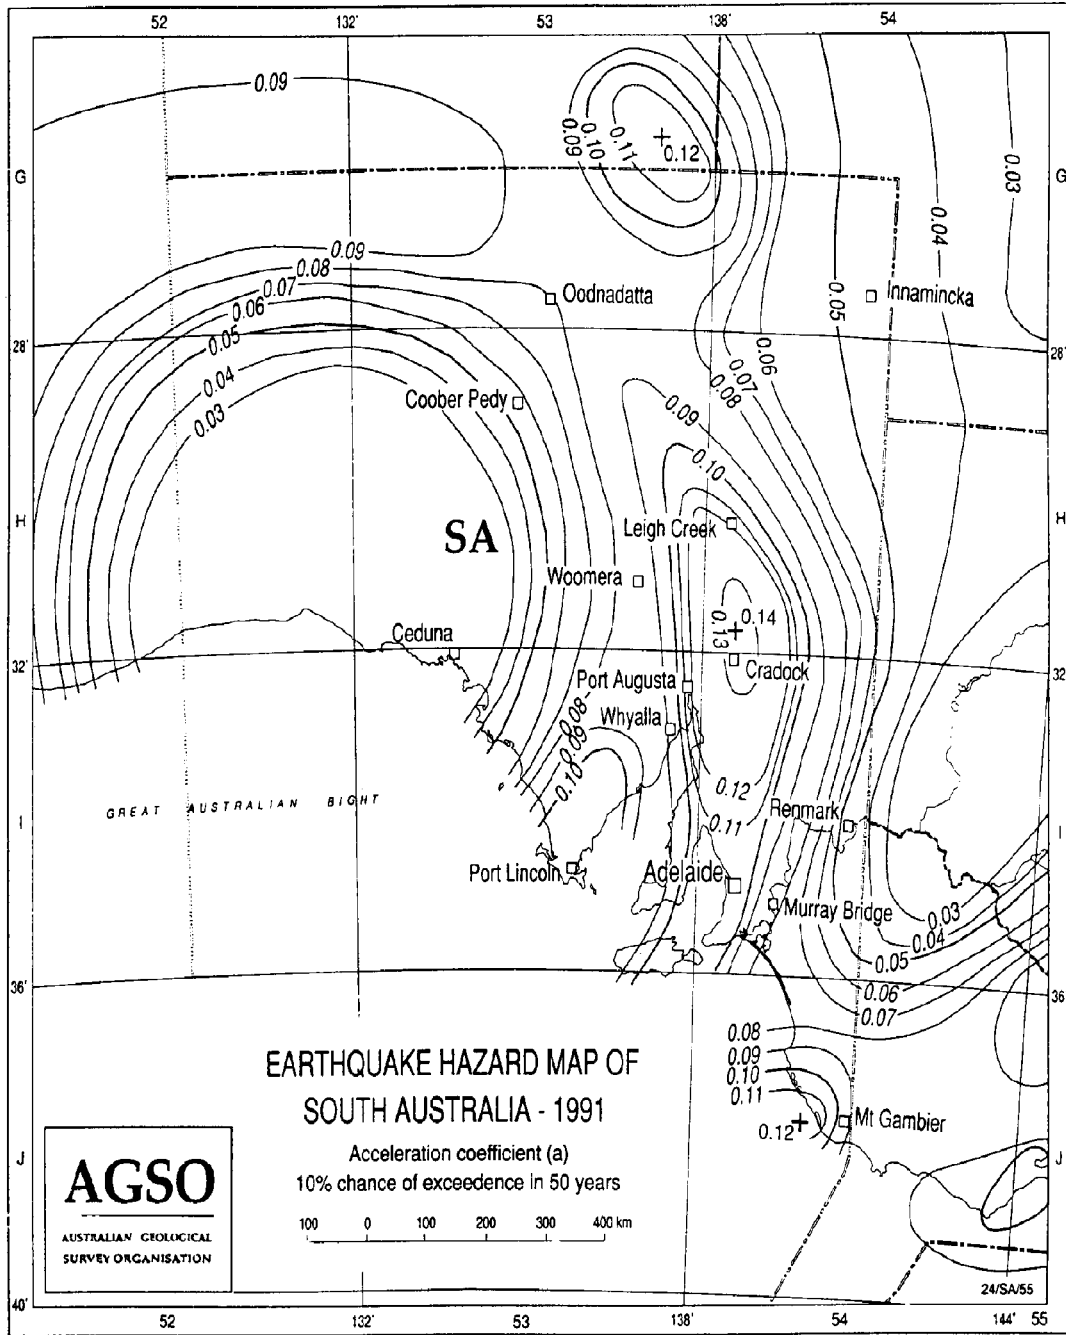 52 132' 53 138' 54
0.09
0.09 0.10 0.11 0.12
G G
0.03
0.04
0.09
0.08
0.07
0.06
0.05
0.04
0.03
Oodnadatta
0.05
Innamincka
28' 28'
0.06
0.07
0.08
Coober Pedy
0.09
0.10
H H
SA
Leigh Creek
Woomera
0.14
0.13
Ceduna
Cradock
32' 32'
Port Augusta
Whyalla
0.08
0.09
0.10
0.12
0.11
GREAT AUSTRALIAN BIGHT
Renmark
I I
Port Lincoln
Adelaide
Murray Bridge
0.03
0.04
0.05
0.06
0.07
36' 36'
0.08
0.09
0.10
0.11
0.12
Mt Gambier
EARTHQUAKE HAZARD MAP OF
SOUTH AUSTRALIA - 1991
Acceleration coefficient (a)
10% chance of exceedence in 50 years
100 0 100 200 300 400 km
J J
AGSO
AUSTRALIAN GEOLOGICAL
SURVEY ORGANISATION
24/SA/55
40'
52 132' 53 138' 54 144' 55